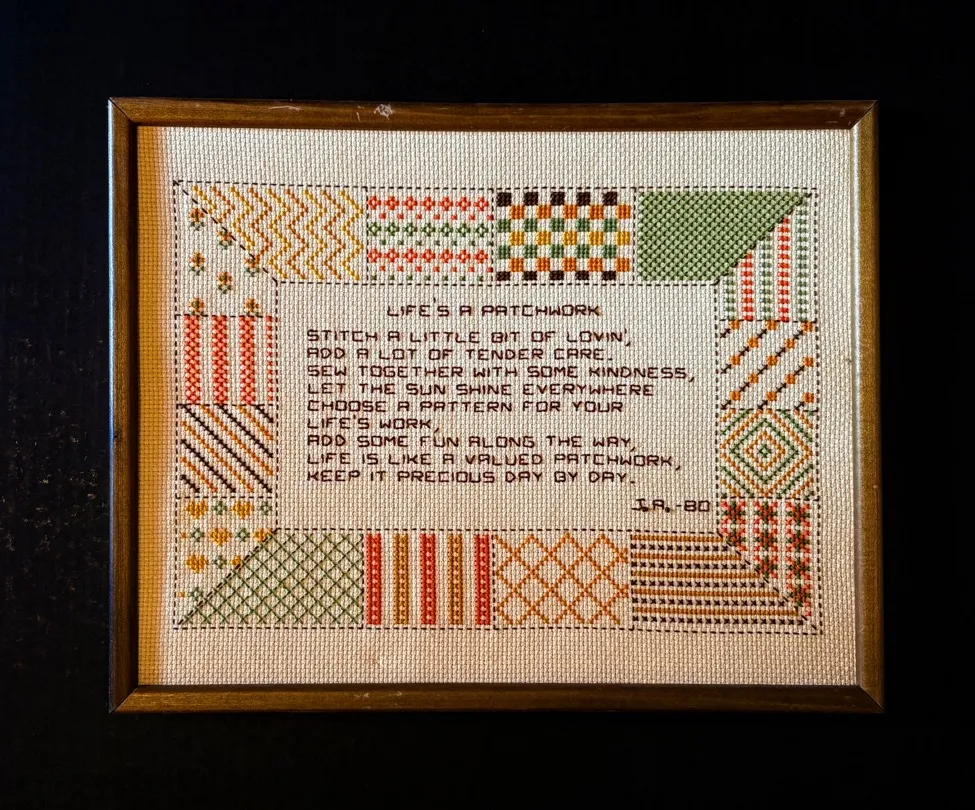 LIFE'S A PATCHWORK
STITCH A LITTLE BIT OF LOVIN',
ADD A LOT OF TENDER CARE.
SEW TOGETHER WITH SOME KINDNESS,
LET THE SUN SHINE EVERYWHERE
CHOOSE A PATTERN FOR YOUR
LIFE'S WORK,
ADD SOME FUN ALONG THE WAY,
LIFE IS LIKE A VALUED PATCHWORK,
KEEP IT PRECIOUS DAY BY DAY.
J.A.-80